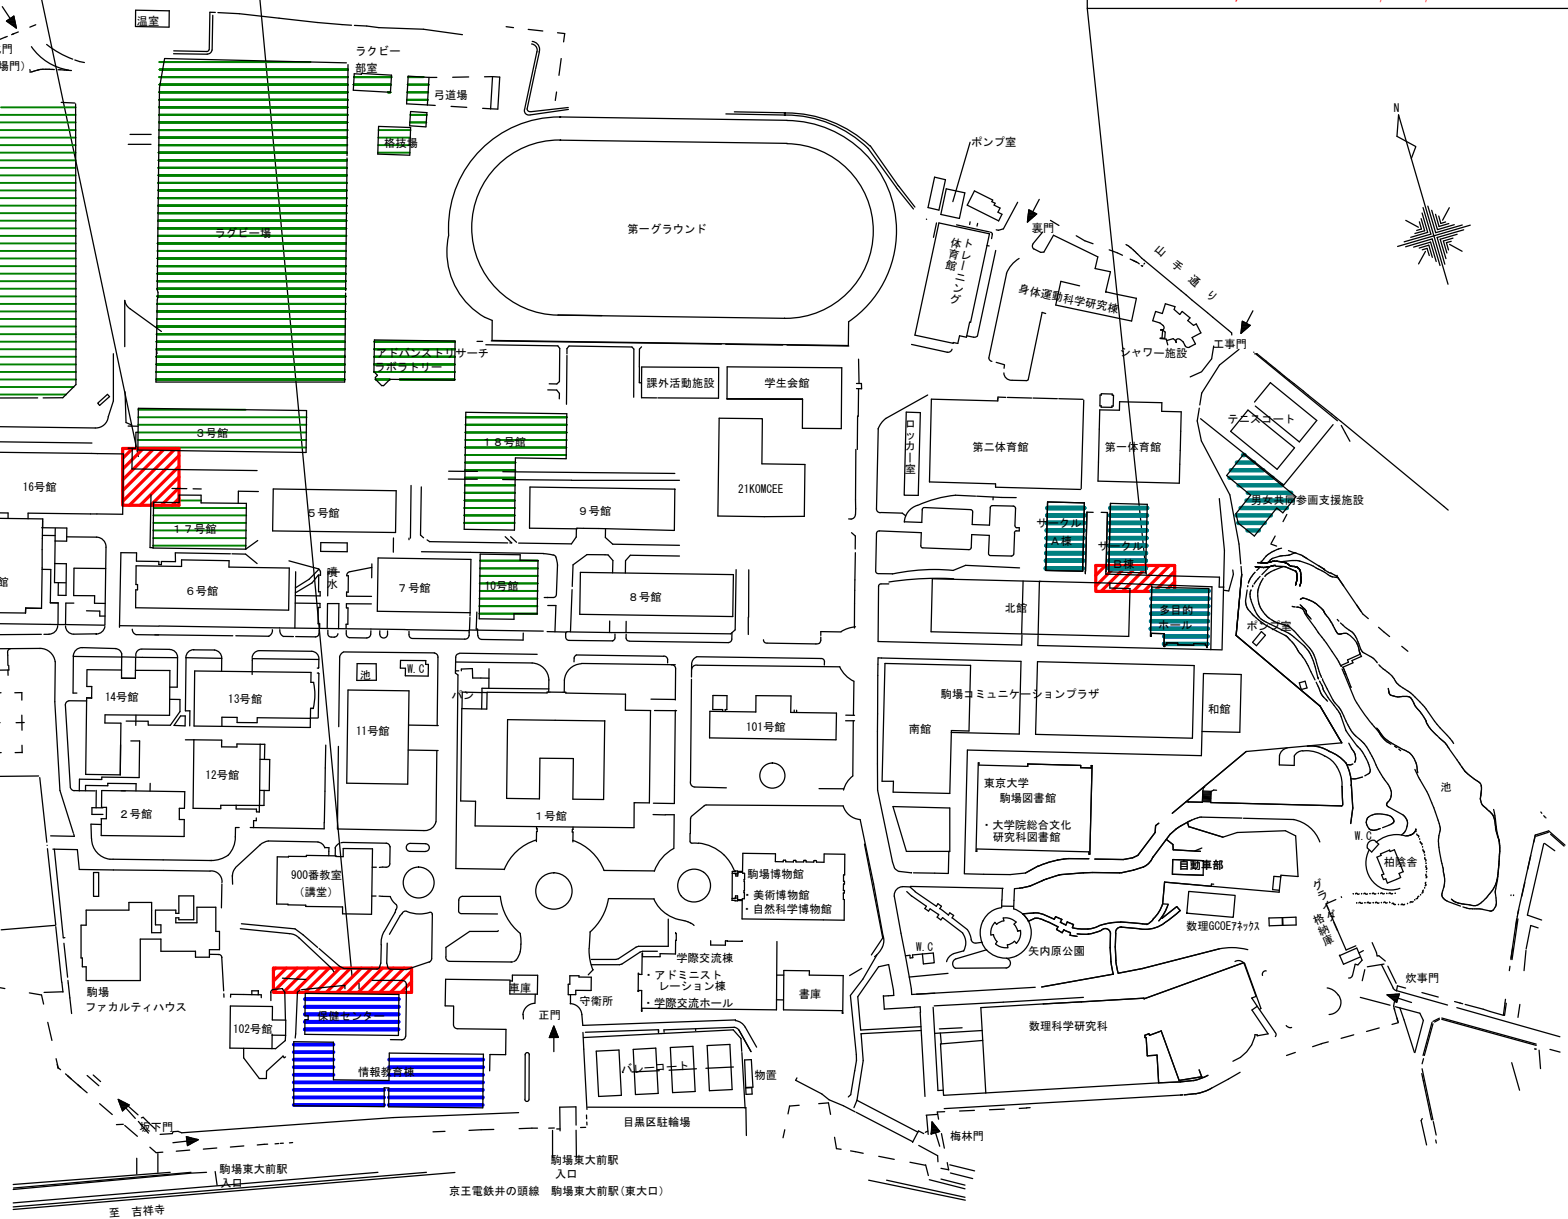 温室
門
場門)
ラクビー
部室
弓道場
格技場
ラグビー場
第一グラウンド
ポンプ室
トレーニング
体育館
裏門
山手通り
身体運動科学研究棟
シャワー施設
工事門
N
アドバンストリサーチ
ラボラトリー
課外活動施設
学生会館
テニスコート
3号館
18号館
ロッカー室
第二体育館
第一体育館
16号館
21KOMCEE
男女共同参画支援施設
17号館
5号館
9号館
サークル
A棟
サークル
B棟
館
6号館
噴水
7号館
10号館
8号館
北館
多目的
ホール
ポンプ室
池
W.C
14号館
13号館
パン
11号館
101号館
駒場コミュニケーションプラザ
南館
和館
12号館
2号館
1号館
東京大学
駒場図書館
・大学院総合文化
研究科図書館
池
W.C
柏蔭舎
900番教室
(講堂)
駒場博物館
・美術博物館
・自然科学博物館
自動車部
グライダー
格納庫
数理GCOEアネックス
矢内原公園
W.C
駒場
ファカルティハウス
学際交流棟
・アドミニスト
レーション棟
・学際交流ホール
車庫
守衛所
書庫
炊事門
102号館
保健センター
正門
数理科学研究科
情報教育棟
バレーコート
物置
目黒区駐輪場
坂下門
梅林門
駒場東大前駅
入口
駒場東大前駅
入口
京王電鉄井の頭線 駒場東大前駅(東大口)
至 吉祥寺